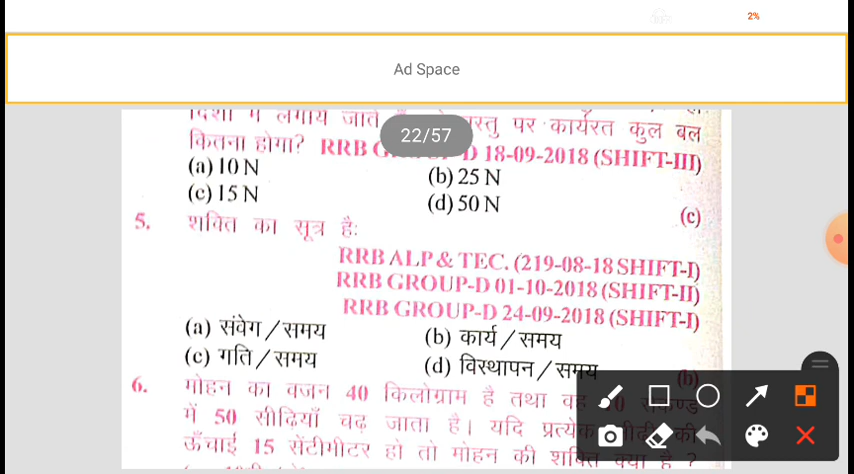 2%
Ad Space
22/57
दिशा में लगाये जाते वस्तु पर कार्यरत कुल बल
कितना होगा? RRB 18-09-2018 (SHIFT-III)
(a) 10 N (b) 25 N
(c) 15 N (d) 50 N
(c)
5. शक्ति का सूत्र है:
RRB ALP & TEC. (219-08-18 SHIFT-I)
RRB GROUP-D 01-10-2018 (SHIFT-II)
RRB GROUP-D 24-09-2018 (SHIFT-I)
(a) संवेग / समय (b) कार्य / समय
(c) गति / समय (d) विस्थापन / समय
(b)
6. मोहन का वजन 40 किलोग्राम है तथा वह
में 50 सीढ़ियाँ चढ़ जाता है। यदि प्रत्येक की
ऊँचाई 15 सेंटीमीटर हो तो मोहन की शक्ति क्या है ?